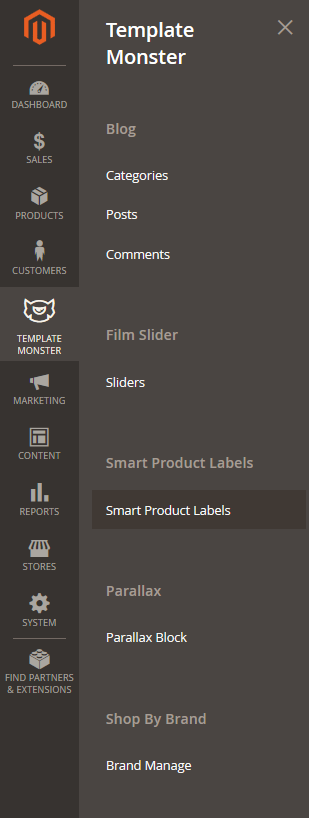 DASHBOARD
SALES
PRODUCTS
CUSTOMERS
TEMPLATE
MONSTER
MARKETING
CONTENT
REPORTS
STORES
SYSTEM
FIND PARTNERS
& EXTENSIONS
Template
Monster
Blog
Categories
Posts
Comments
Film Slider
Sliders
Smart Product Labels
Smart Product Labels
Parallax
Parallax Block
Shop By Brand
Brand Manage